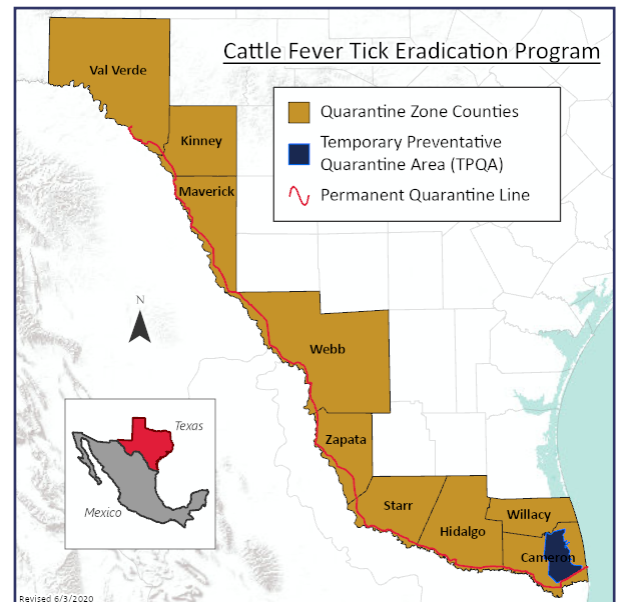 Cattle Fever Tick Eradication Program
Quarantine Zone Counties
Temporary Preventative
Quarantine Area (TPQA)
Permanent Quarantine Line
Val Verde
Kinney
Maverick
N
Webb
Zapata
Texas
Mexico
Starr
Hidalgo
Willacy
Cameron
Revised 6/3/2020